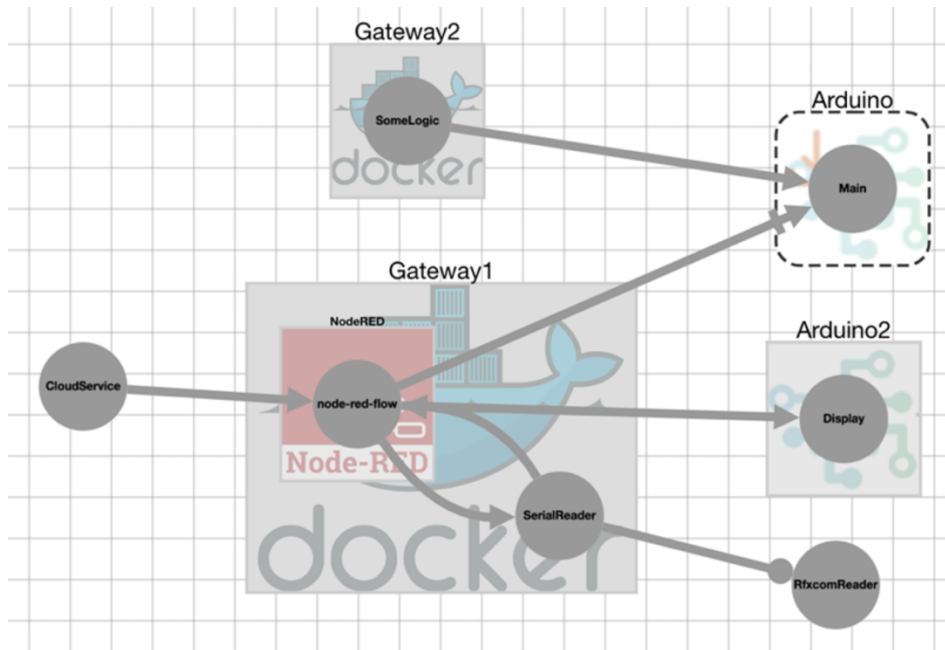 Gateway2
SomeLogic
docker
Arduino
Main
Gateway1
NodeRED
CloudService
node-red-flow
Node-RED
Arduino2
Display
SerialReader
docker
RfxcomReader